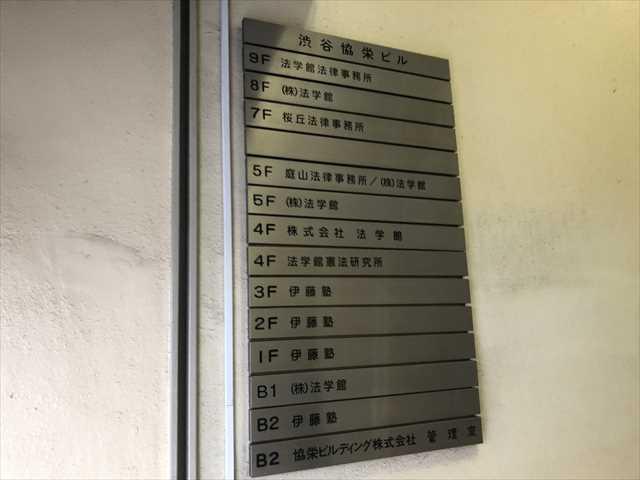 渋谷協栄ビル
9F 法学館法律事務所
8F (株)法学館
7F 桜丘法律事務所
5F 庭山法律事務所/(株)法学館
5F (株)法学館
4F 株式会社 法学館
4F 法学館憲法研究所
3F 伊藤塾
2F 伊藤塾
1F 伊藤塾
B1 (株)法学館
B2 伊藤塾
B2 協栄ビルディング株式会社 管理室